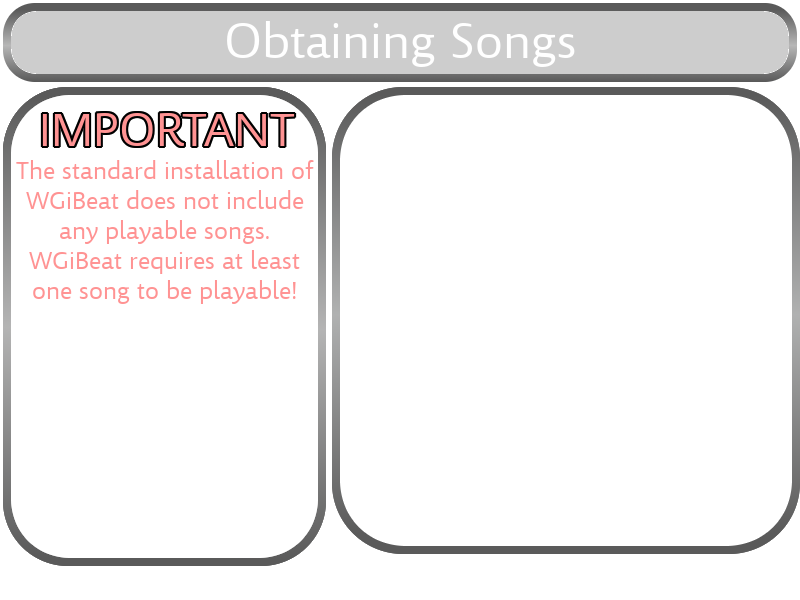 Obtaining Songs
IMPORTANT
The standard installation of
WGiBeat does not include
any playable songs.
WGiBeat requires at least
one song to be playable!